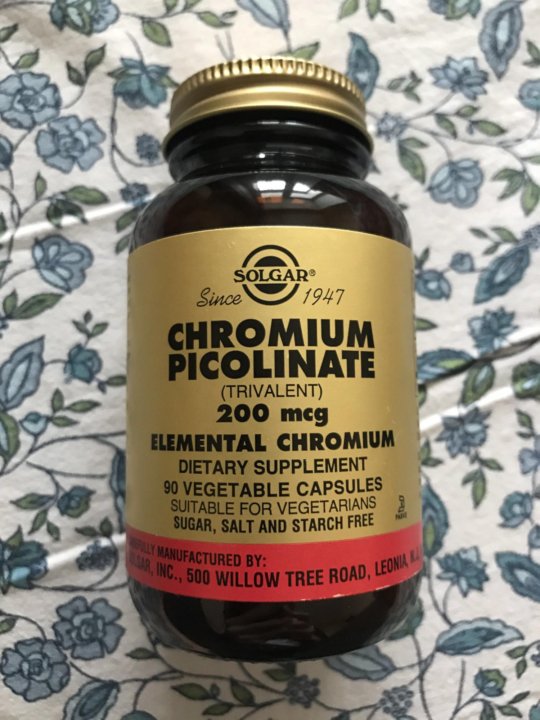 SOLGAR®
Since 1947
CHROMIUM
PICOLINATE
(TRIVALENT)
200 mcg
ELEMENTAL CHROMIUM
DIETARY SUPPLEMENT
90 VEGETABLE CAPSULES
SUITABLE FOR VEGETARIANS
SUGAR, SALT AND STARCH FREE
PAREVE
MANUFACTURED BY:
INC., 500 WILLOW TREE ROAD, LEONIA,